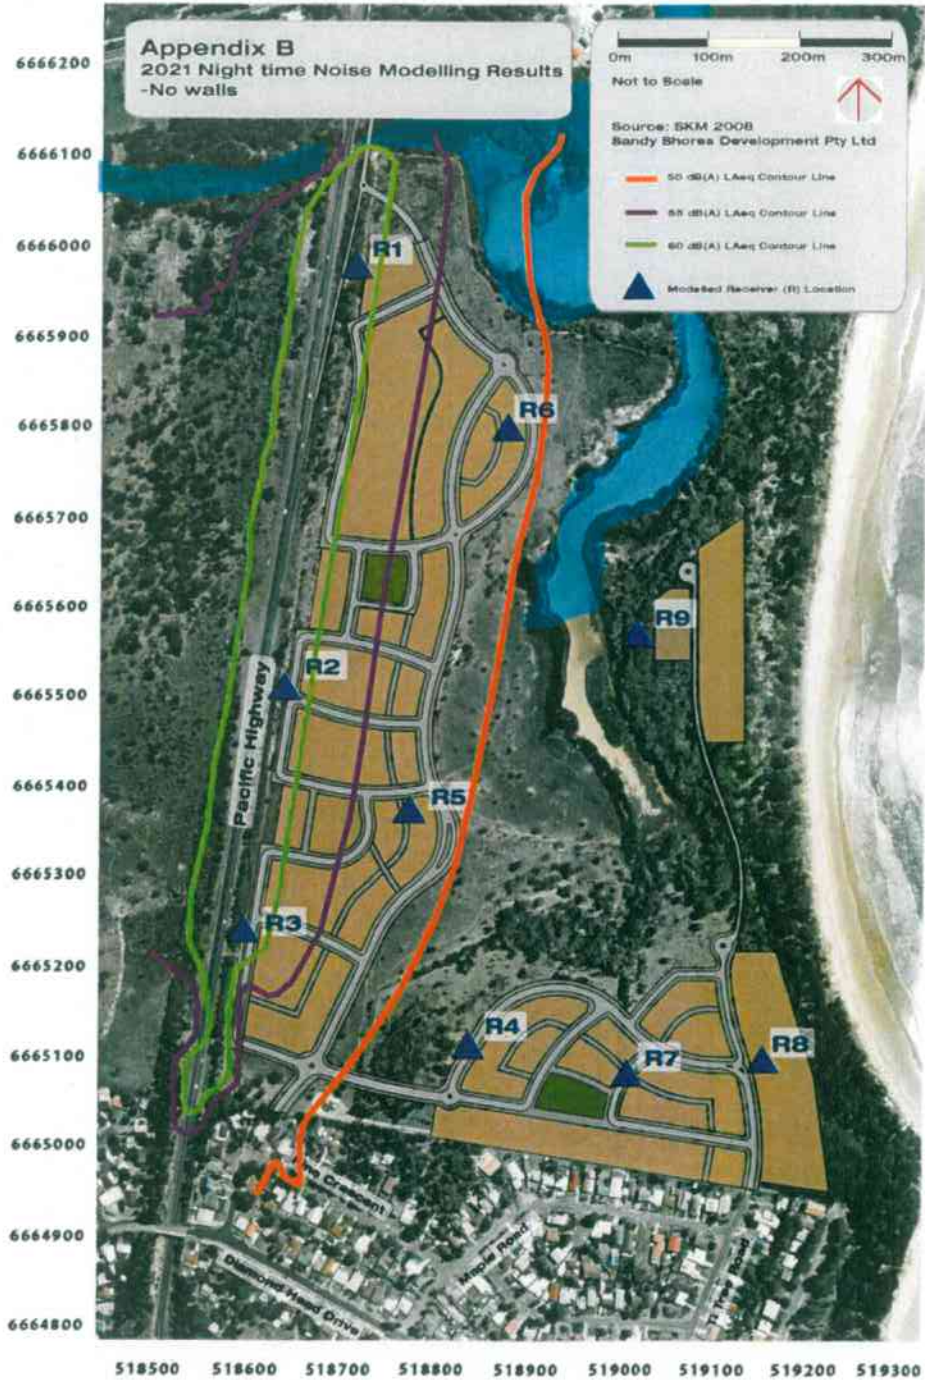 Appendix B
2021 Night time Noise Modelling Results
-No walls
0m 100m 200m 300m
Not to Scale
Source: SKM 2008
Sandy Shores Development Pty Ltd
50 dB(A) LAeq Contour Line
55 dB(A) LAeq Contour Line
60 dB(A) LAeq Contour Line
Modelled Receiver (R) Location
6666200
6666100
6666000
6665900
6665800
6665700
6665600
6665500
6665400
6665300
6665200
6665100
6665000
6664900
6664800
R1
R6
R9
R2
Pacific Highway
R5
R3
R4
R7
R8
Crescent
Maple Road
Diamond Head Drive
Tree Road
518500 518600 518700 518800 518900 519000 519100 519200 519300